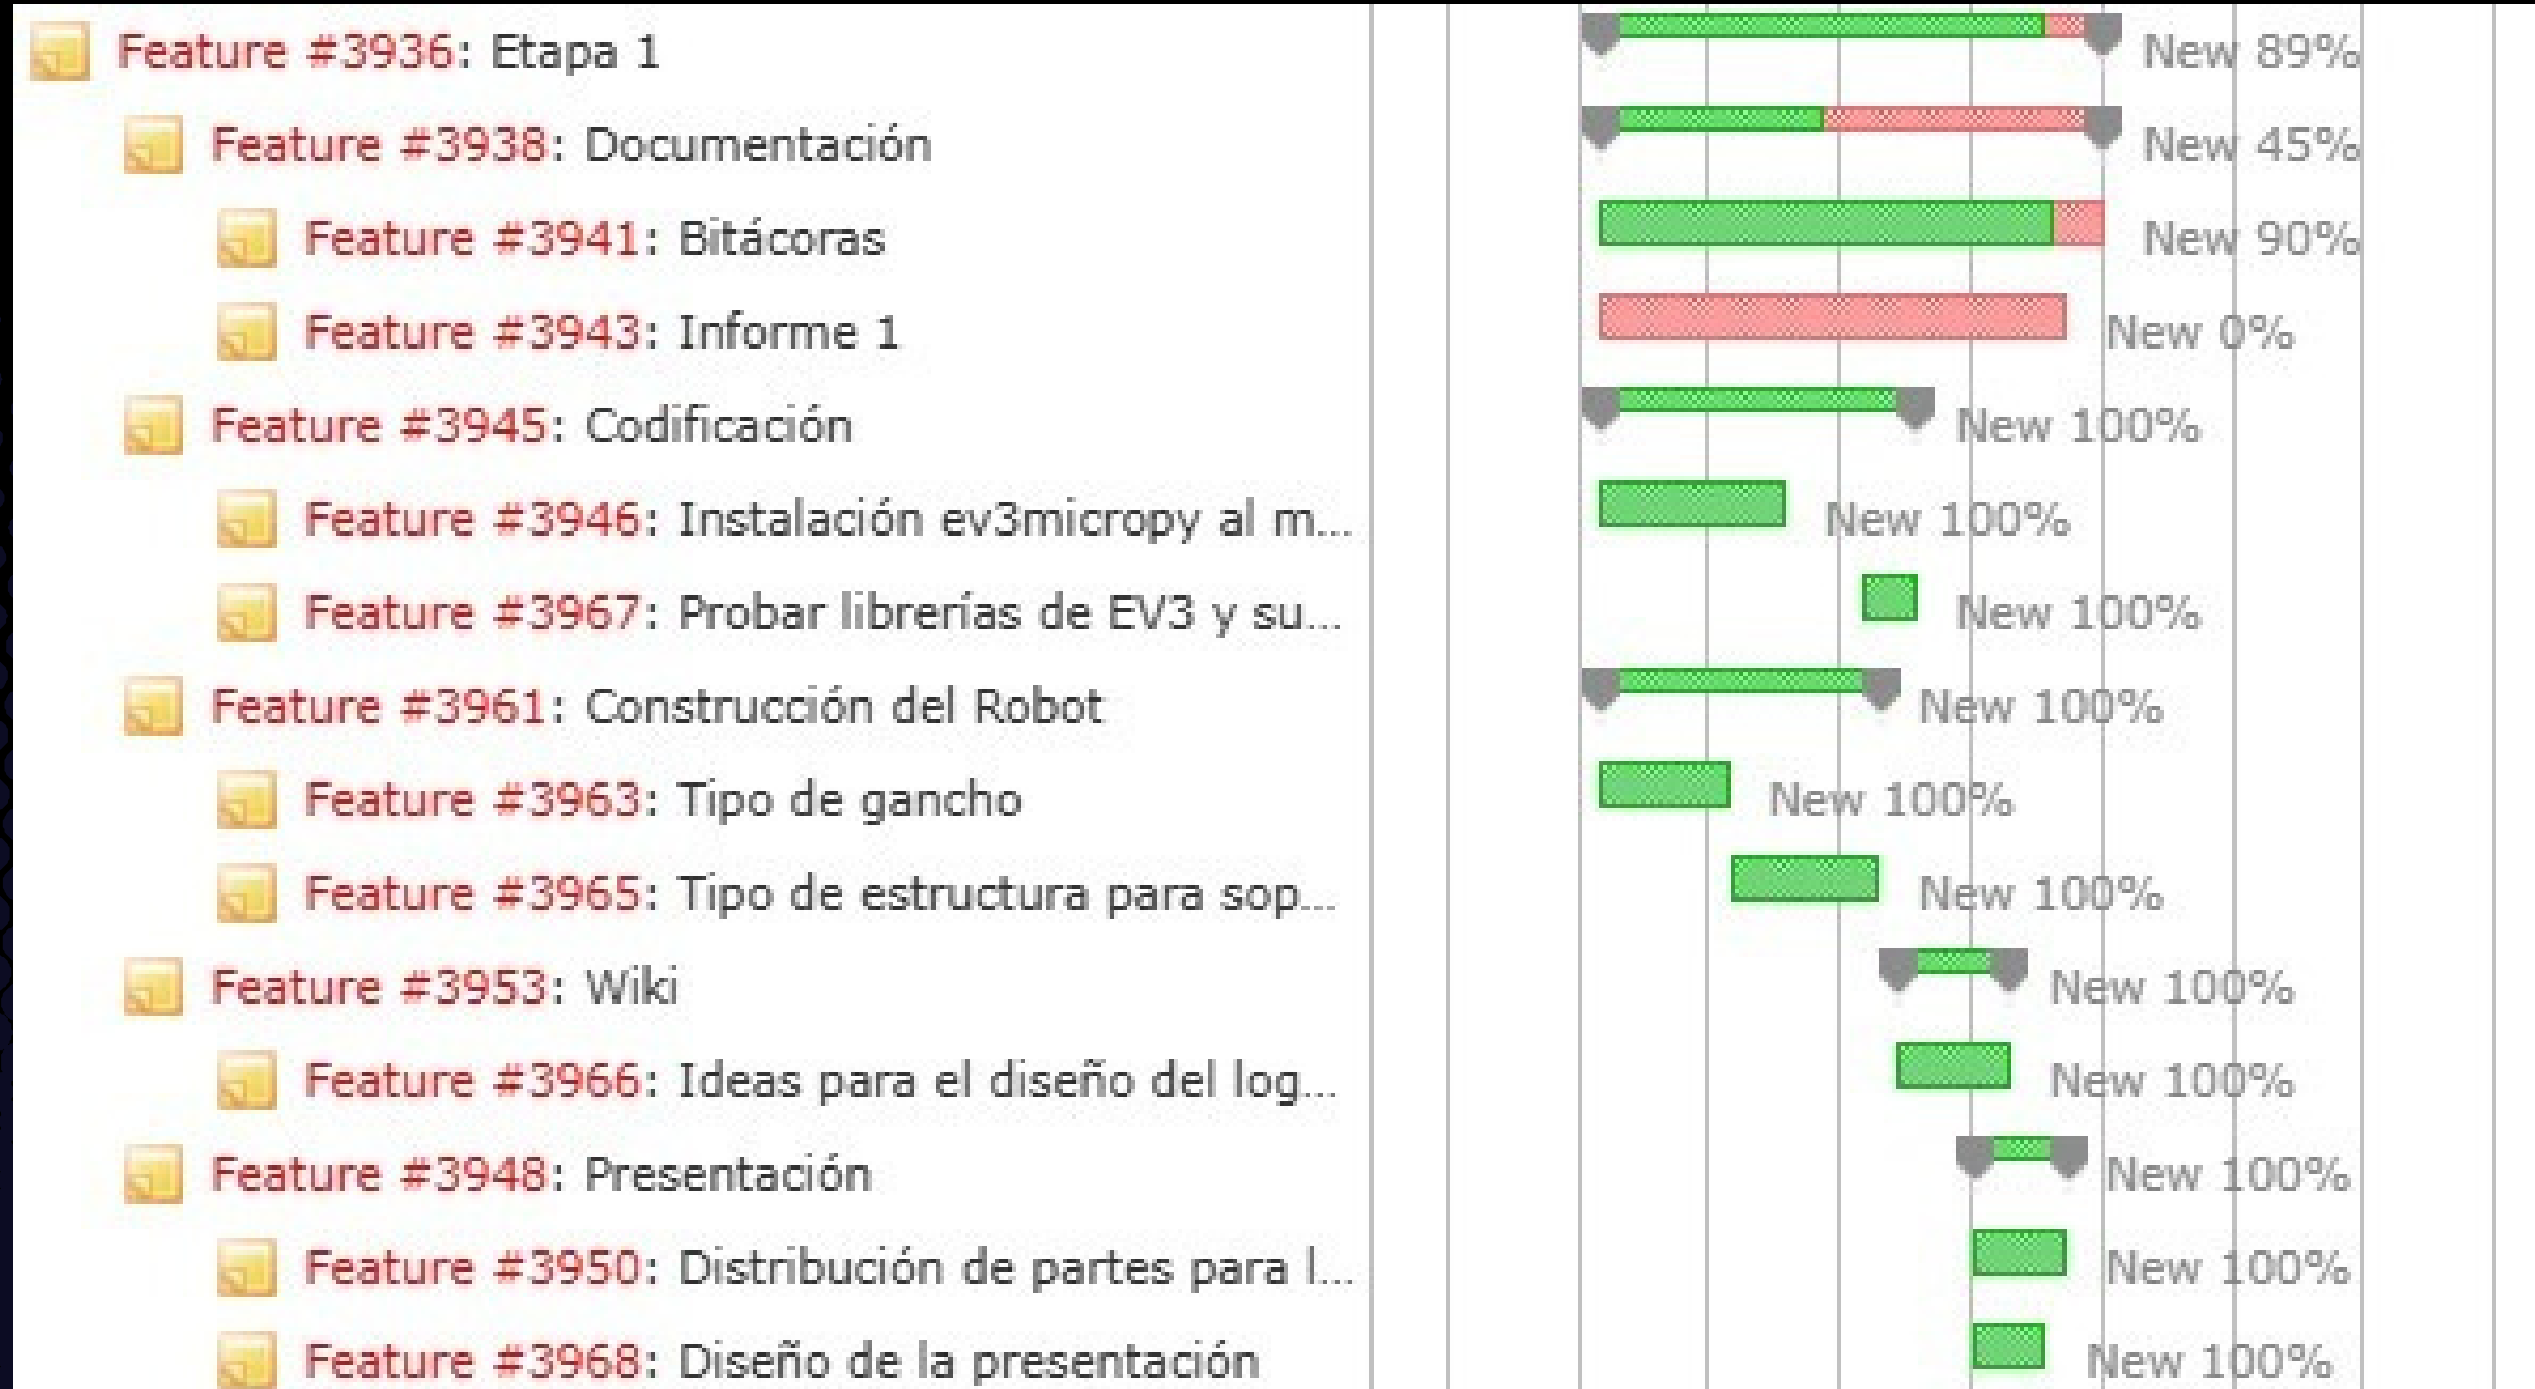 Feature #3936: Etapa 1 New 89%
Feature #3938: Documentación New 45%
Feature #3941: Bitácoras New 90%
Feature #3943: Informe 1 New 0%
Feature #3945: Codificación New 100%
Feature #3946: Instalación ev3micropy al m... New 100%
Feature #3967: Probar librerías de EV3 y su... New 100%
Feature #3961: Construcción del Robot New 100%
Feature #3963: Tipo de gancho New 100%
Feature #3965: Tipo de estructura para sop... New 100%
Feature #3953: Wiki New 100%
Feature #3966: Ideas para el diseño del log... New 100%
Feature #3948: Presentación New 100%
Feature #3950: Distribución de partes para l... New 100%
Feature #3968: Diseño de la presentación New 100%